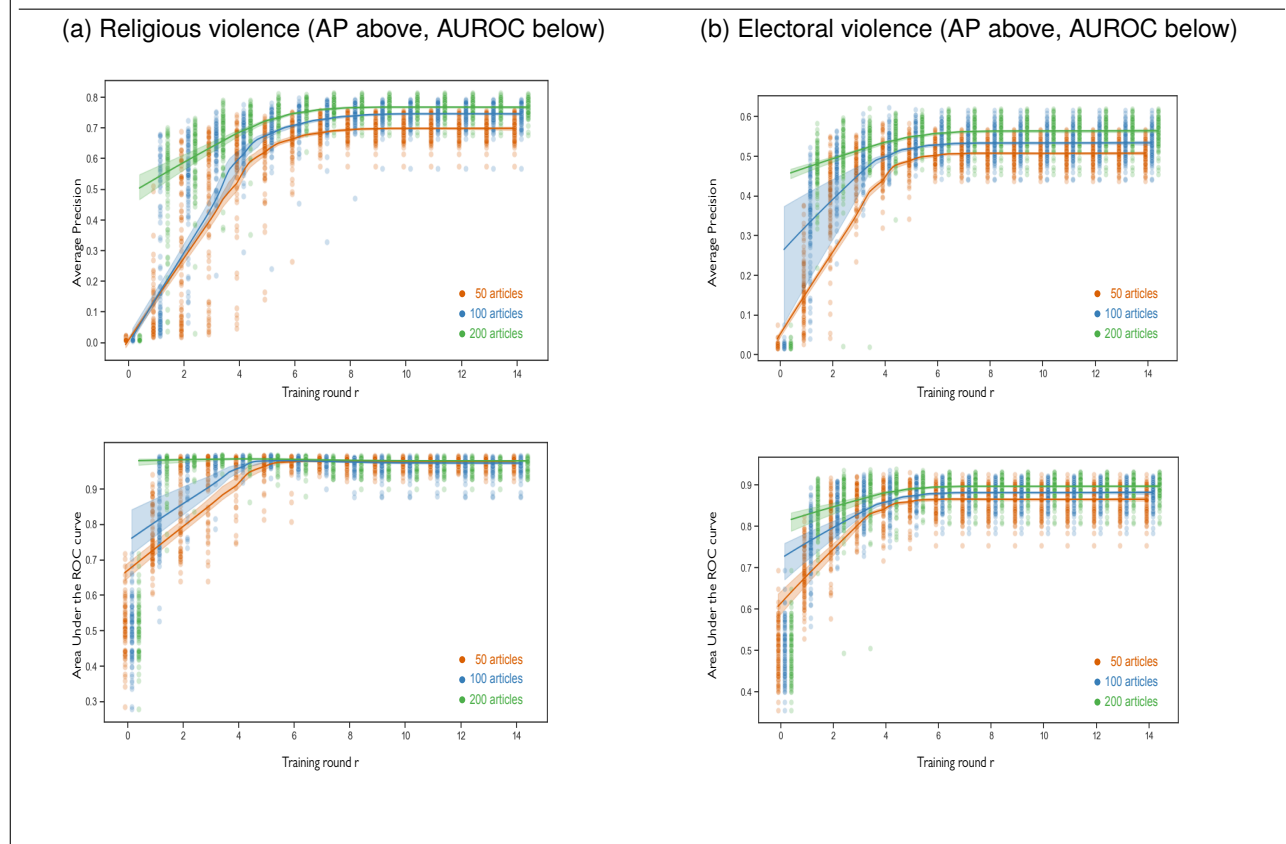 (a) Religious violence (AP above, AUROC below)
0.8
0.7
0.6
0.5
0.4
0.3
0.2
0.1
0.0
Average Precision
50 articles
100 articles
200 articles
0 2 4 6 8 10 12 14
Training round r
0.9
0.8
0.7
0.6
0.5
0.4
0.3
Area Under the ROC curve
50 articles
100 articles
200 articles
0 2 4 6 8 10 12 14
Training round r
(b) Electoral violence (AP above, AUROC below)
0.6
0.5
0.4
0.3
0.2
0.1
0.0
Average Precision
50 articles
100 articles
200 articles
0 2 4 6 8 10 12 14
Training round r
0.9
0.8
0.7
0.6
0.5
0.4
Area Under the ROC curve
50 articles
100 articles
200 articles
0 2 4 6 8 10 12 14
Training round r